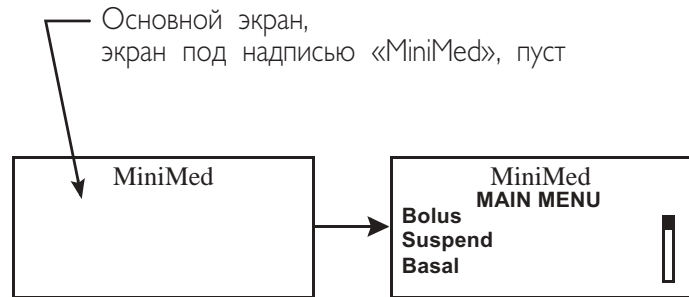 Основной экран,
экран под надписью «MiniMed», пуст
MiniMed
MiniMed
MAIN MENU
Bolus
Suspend
Basal